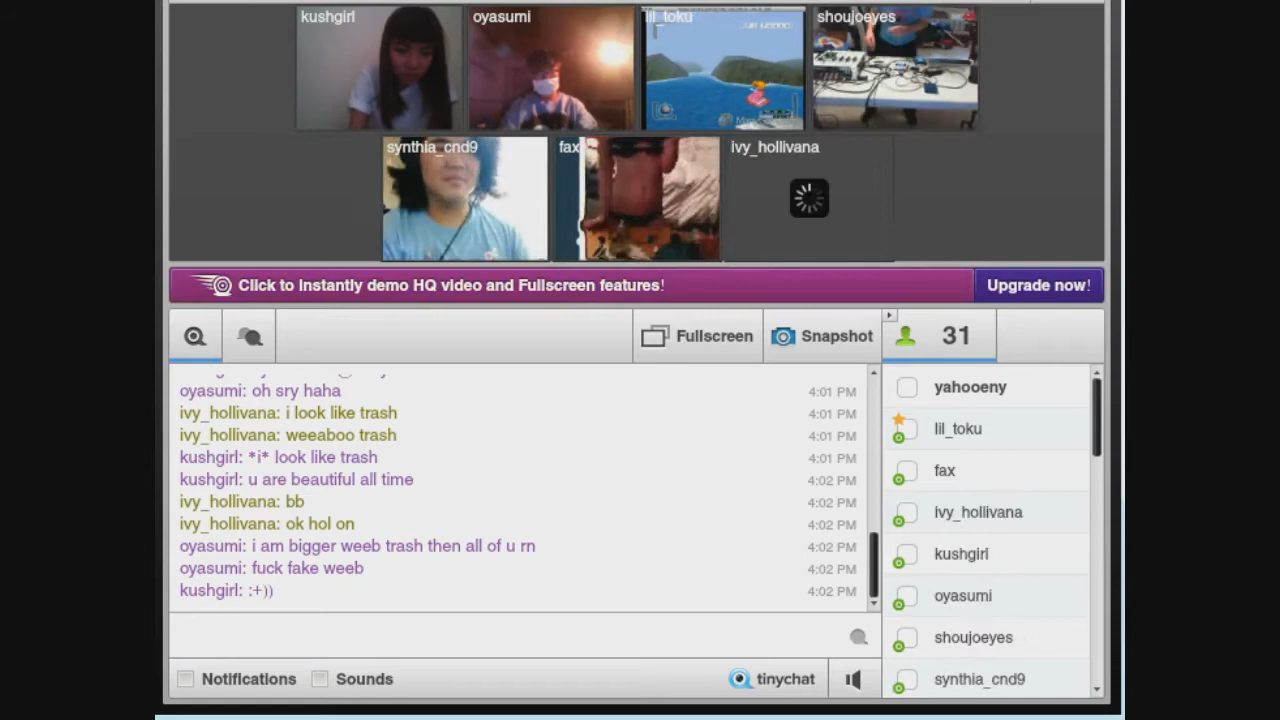 kushgirl
oyasumi
lil_toku
shoujoeyes
synthia_cnd9
fax
ivy_hollivana
Click to instantly demo HQ video and Fullscreen features!
Upgrade now!
Fullscreen
Snapshot
31
oyasumi: oh sry haha 4:01 PM
ivy_hollivana: i look like trash 4:01 PM
ivy_hollivana: weeaboo trash 4:01 PM
kushgirl: *i* look like trash 4:01 PM
kushgirl: u are beautiful all time 4:02 PM
ivy_hollivana: bb 4:02 PM
ivy_hollivana: ok hol on 4:02 PM
oyasumi: i am bigger weeb trash then all of u rn 4:02 PM
oyasumi: fuck fake weeb 4:02 PM
kushgirl: :+)) 4:02 PM
yahooeny
lil_toku
fax
ivy_hollivana
kushgirl
oyasumi
shoujoeyes
synthia_cnd9
Notifications
Sounds
tinychat